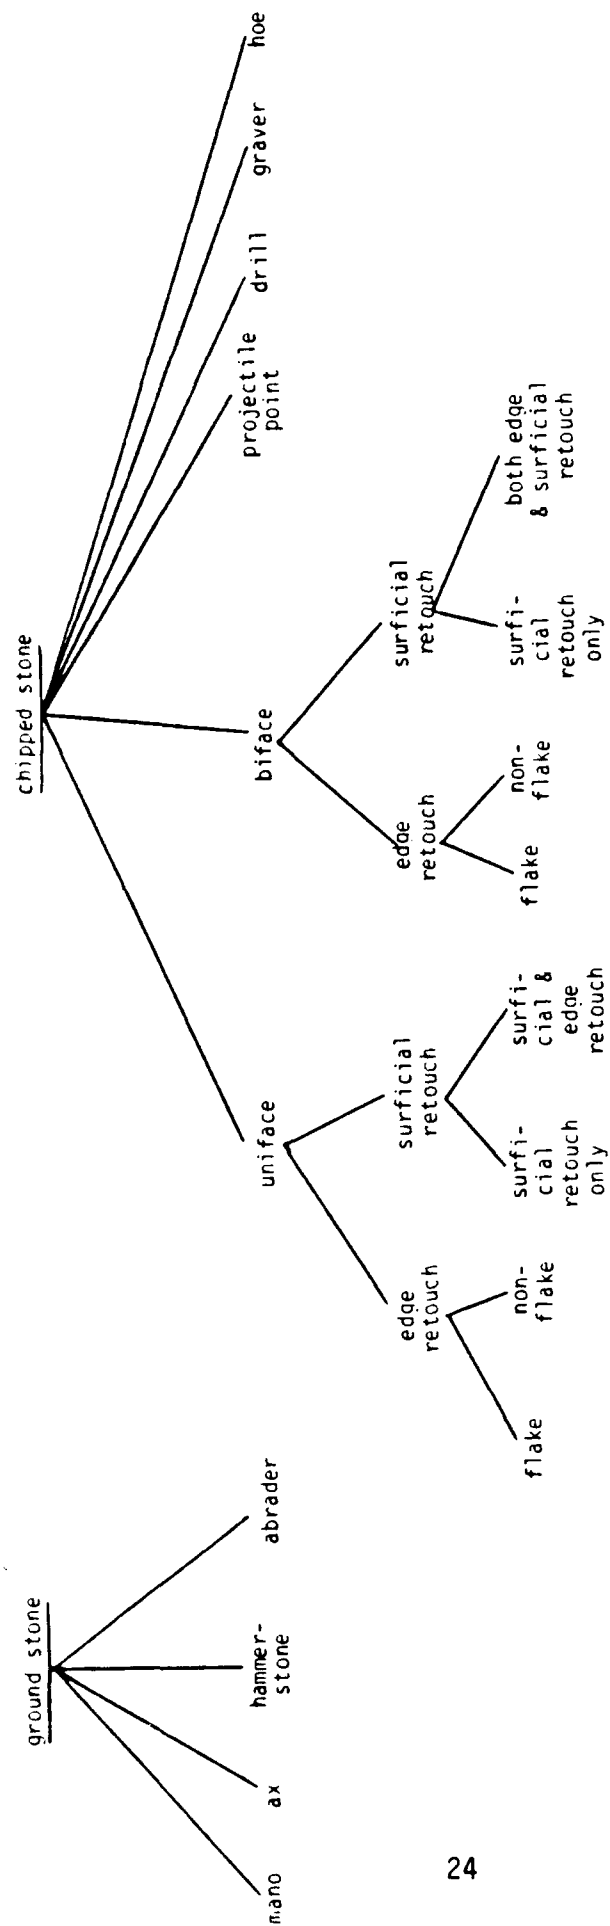 ground stone
mano
ax
hammer-
stone
abrader
chipped stone
uniface
biface
projectile
point
drill
graver
hoe
edge
retouch
surficial
retouch
edge
retouch
surficial
retouch
flake
non-
flake
surfi-
cial
retouch
only
surfi-
cial &
edge
retouch
flake
non-
flake
surfi-
cial
retouch
only
both edge
& surficial
retouch
24